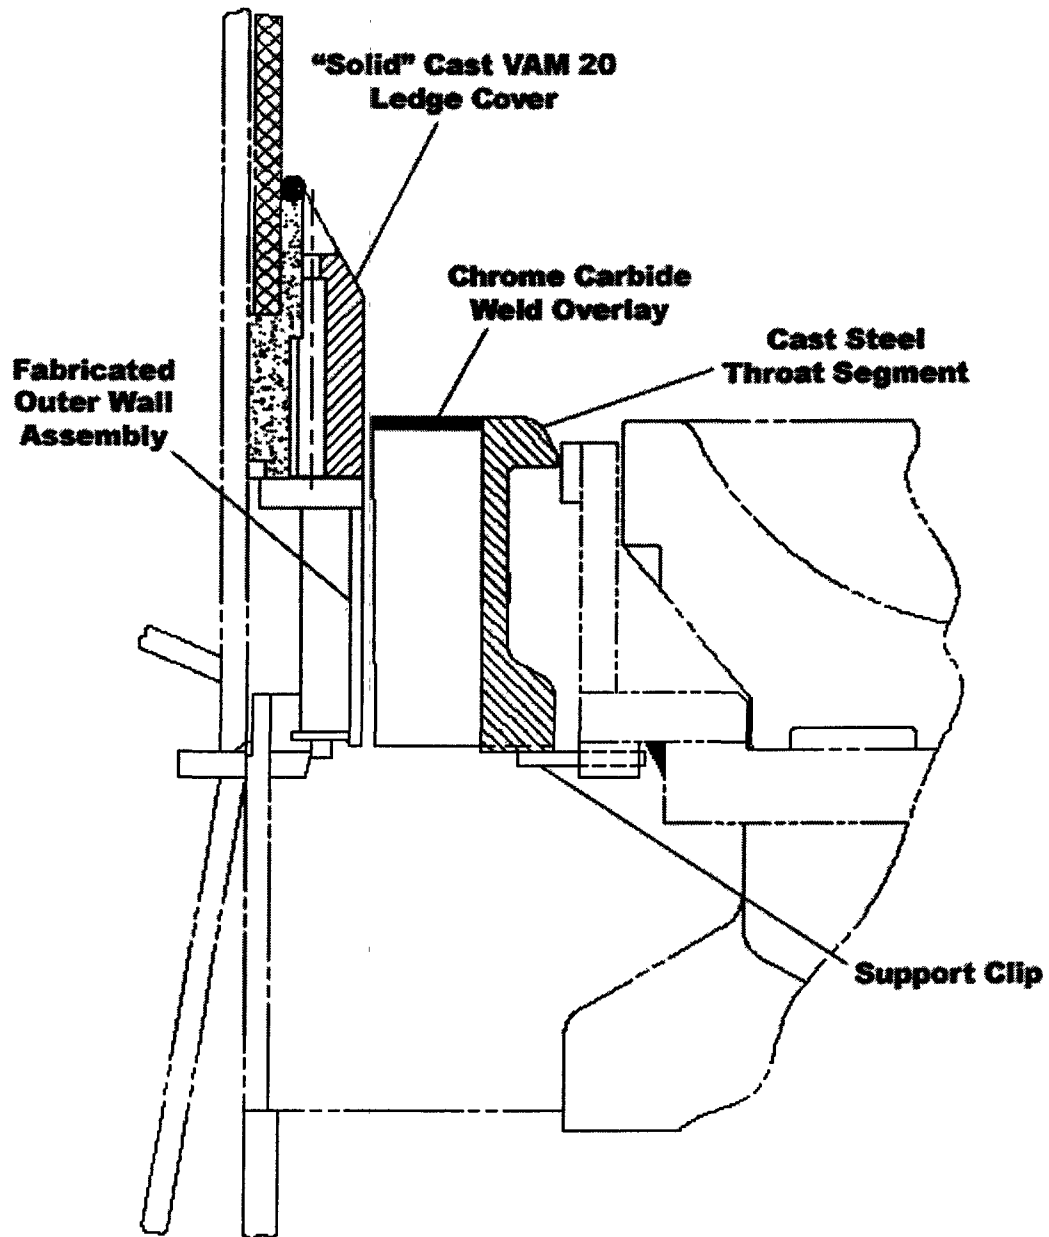 “Solid” Cast VAM 20
Ledge Cover
Chrome Carbide
Weld Overlay
Cast Steel
Throat Segment
Fabricated
Outer Wall
Assembly
Support Clip